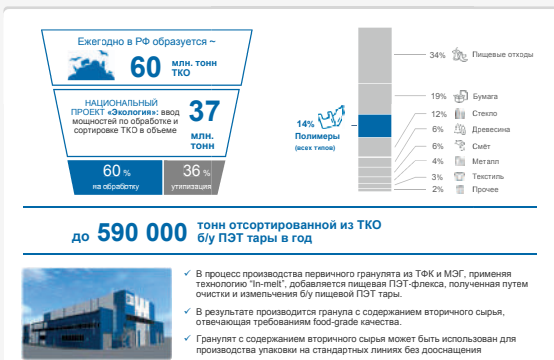 Ежегодно в РФ образуется ~
60 млн. тонн
ТКО
НАЦИОНАЛЬНЫЙ
ПРОЕКТ «Экология»: ввод
мощностей по обработке и
сортировке ТКО в объеме
37
млн.
тонн
60 %
на обработку
36 %
утилизация
14%
Полимеры
(всех типов)
34% Пищевые отходы
19% Бумага
12% Стекло
6% Древесина
6% Смёт
4% Металл
3% Текстиль
2% Прочее
до 590 000 тонн отсортированной из ТКО
б/у ПЭТ тары в год
✓ В процесс производства первичного гранулята из ТФК и МЭГ, применяя
технологию "In-melt", добавляется пищевая ПЭТ-флекса, полученная путем
очистки и измельчения б/у пищевой ПЭТ тары.
✓ В результате производится гранула с содержанием вторичного сырья,
отвечающая требованиям food-grade качества.
✓ Гранулят с содержанием вторичного сырья может быть использован для
производства упаковки на стандартных линиях без дооснащения